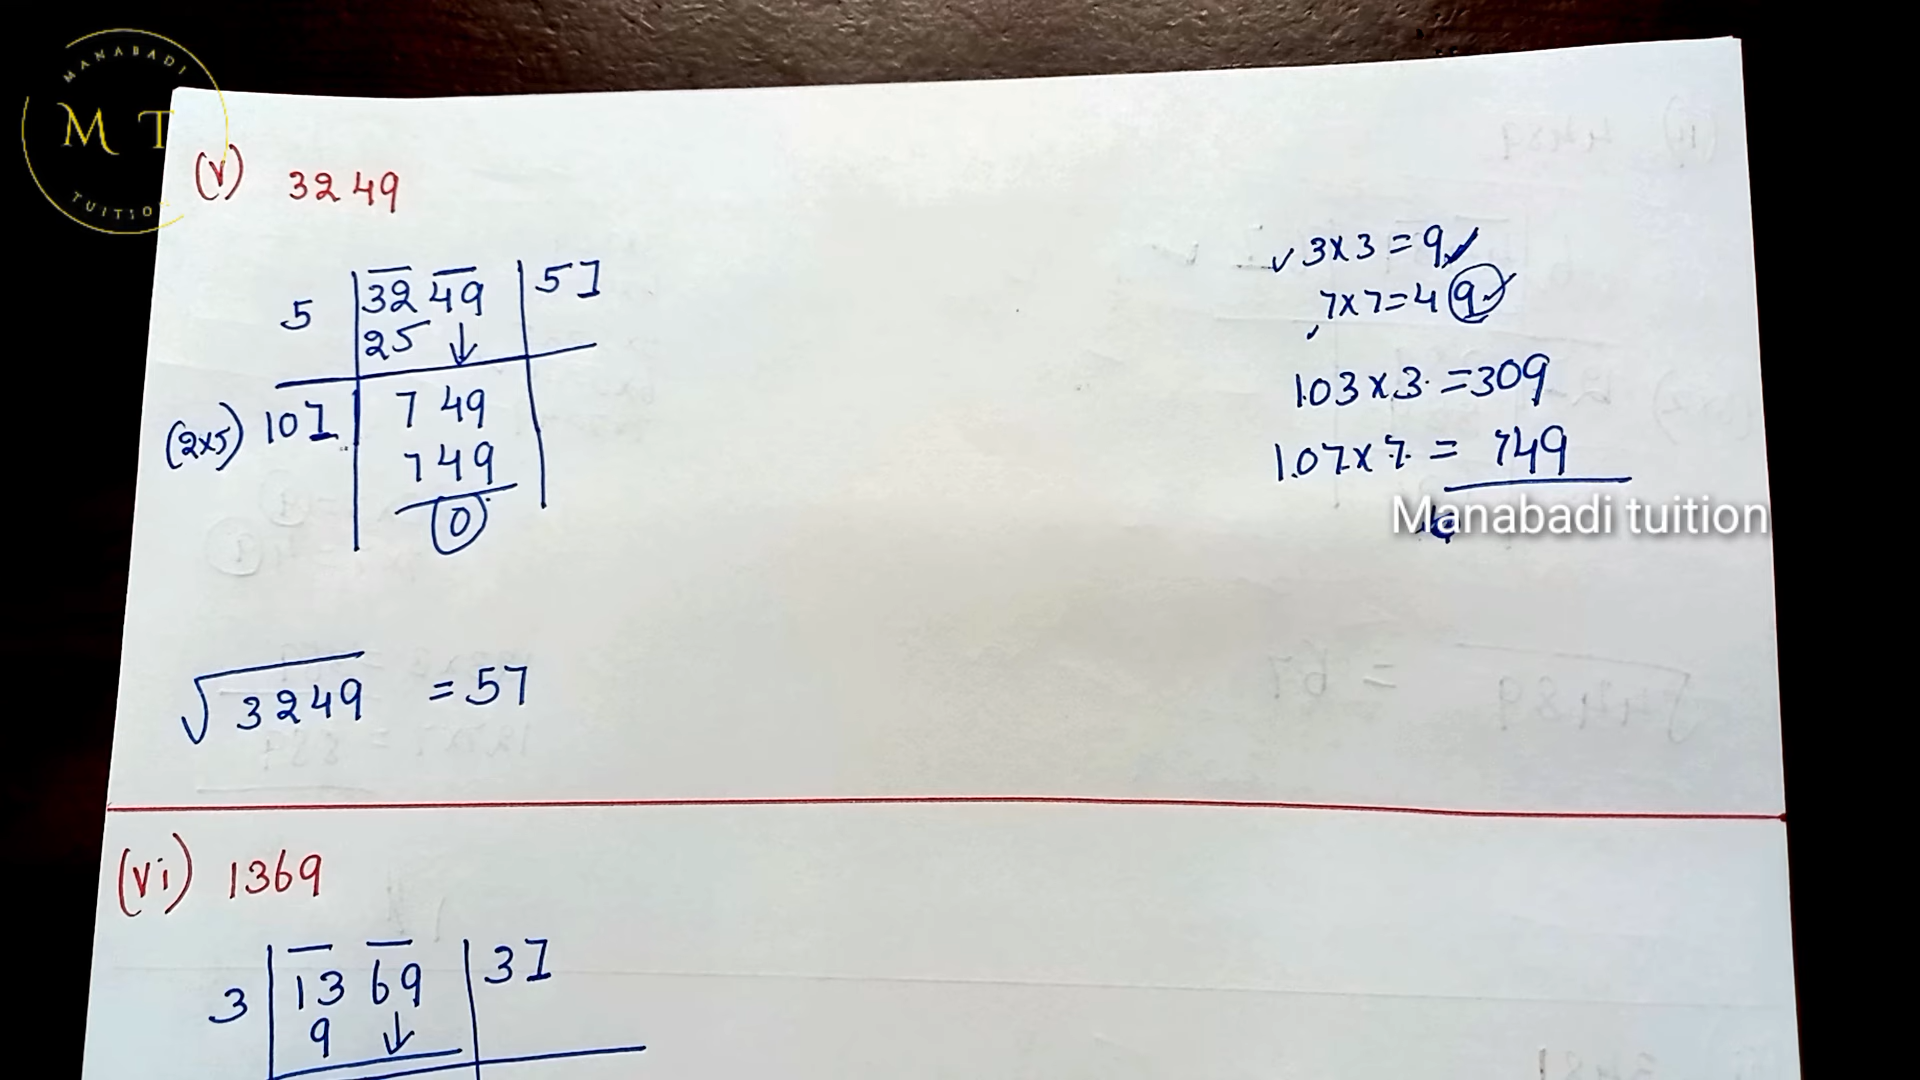 MANABADI
M T
TUITION
(v) 3249
5 | 32 49 | 57
25 ↓
(2x5) 107 | 7 49
7 49
0
√3249 = 57
✓ 3x3 = 9 ✓
7x7 = 49 ✓
103 x 3 = 309
107 x 7 = 749
Manabadi tuition
(vi) 1369
3 | 13 69 | 37
9 ↓